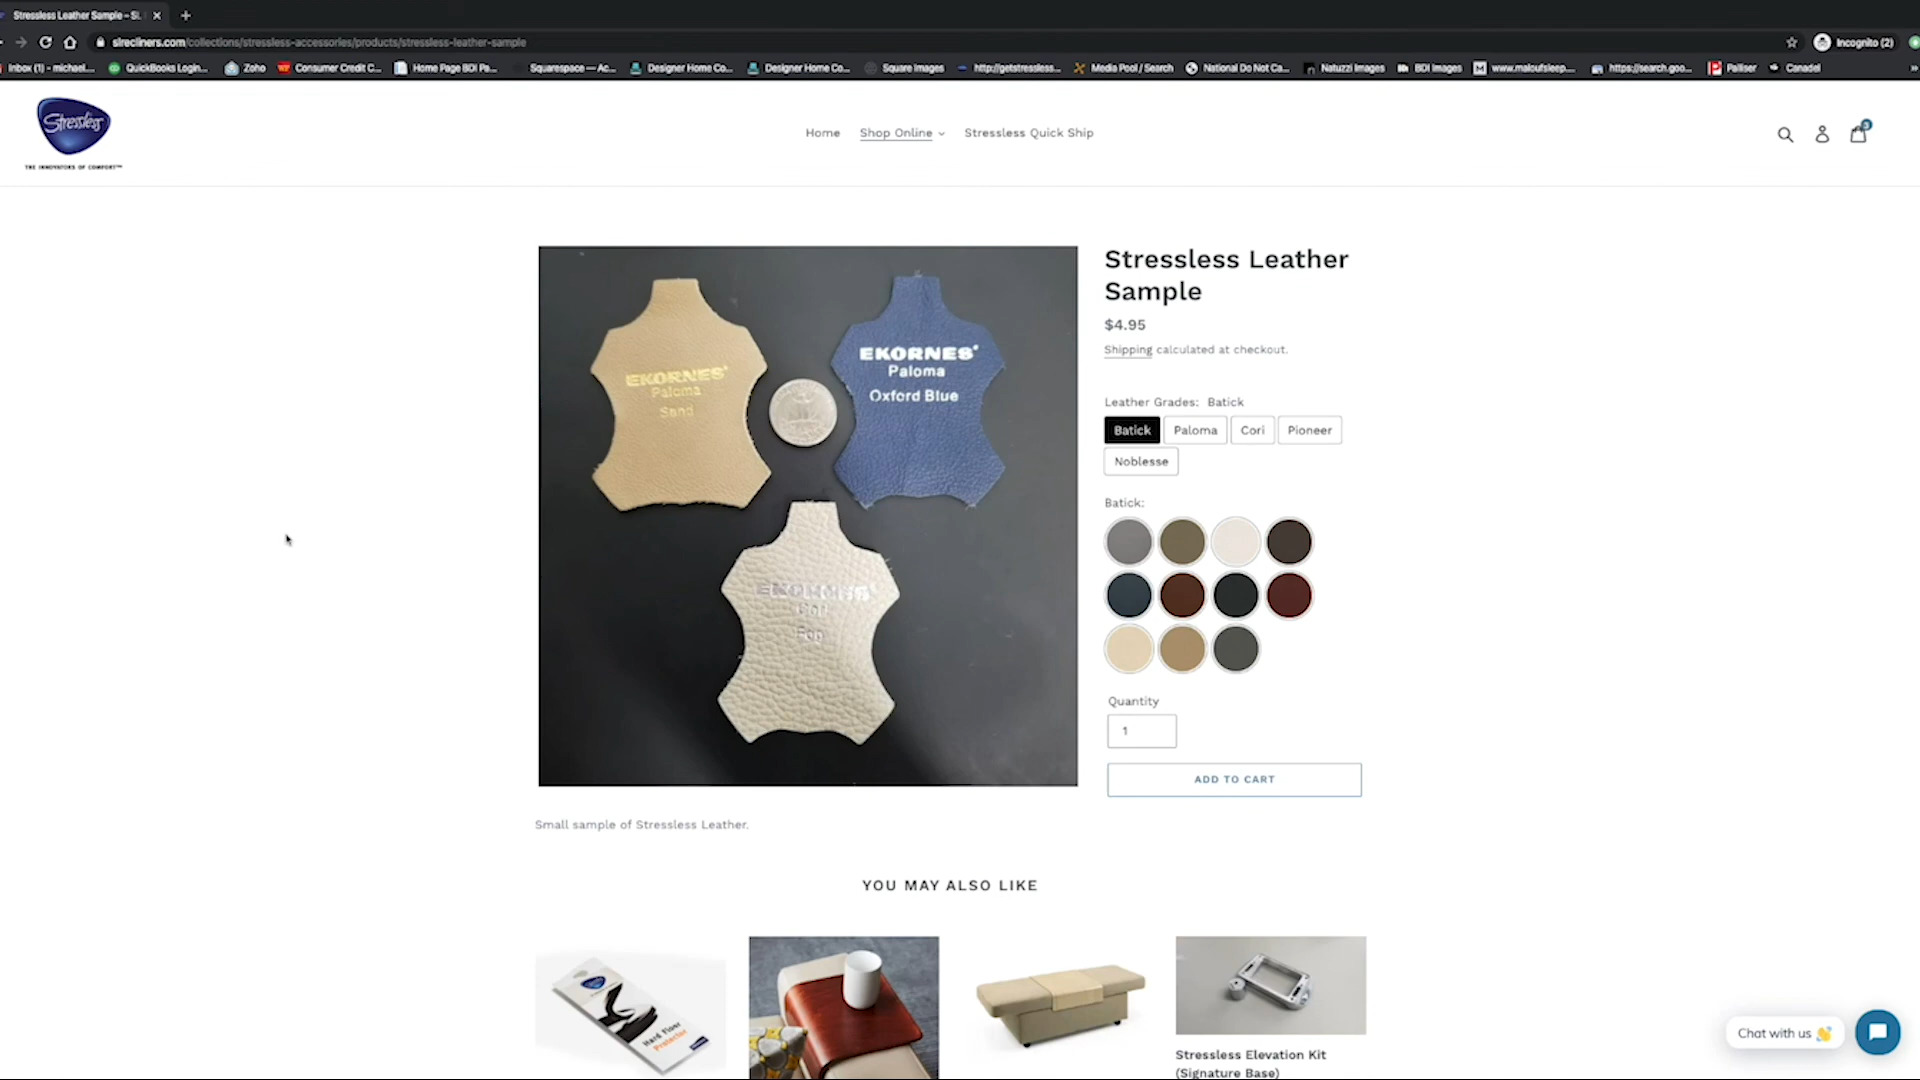 Stressless Leather Sample – SL
slrecliners.com/collections/stressless-accessories/products/stressless-leather-sample
Incognito (2)
Inbox (1) - michael....
QuickBooks Login...
Zoho
Consumer Credit C...
Home Page BDI Pa...
Squarespace — Ac...
Designer Home Co...
Designer Home Co...
Square Images
http://getstressless...
Media Pool / Search
National Do Not Ca...
Natuzzi Images
BDI Images
www.maloufsleep....
https://search.goo...
Palliser
Canadel
»
Stressless
THE INNOVATORS OF COMFORT™
Home
Shop Online
Stressless Quick Ship
3
EKORNES®
Paloma
Sand
EKORNES®
Paloma
Oxford Blue
EKORNES®
Cori
Fog
Stressless Leather
Sample
$4.95
Shipping calculated at checkout.
Leather Grades: Batick
Batick
Paloma
Cori
Pioneer
Noblesse
Batick:
Quantity
1
ADD TO CART
Small sample of Stressless Leather.
YOU MAY ALSO LIKE
Hard Floor
Protector
Stressless Elevation Kit
(Signature Base)
Chat with us 👋